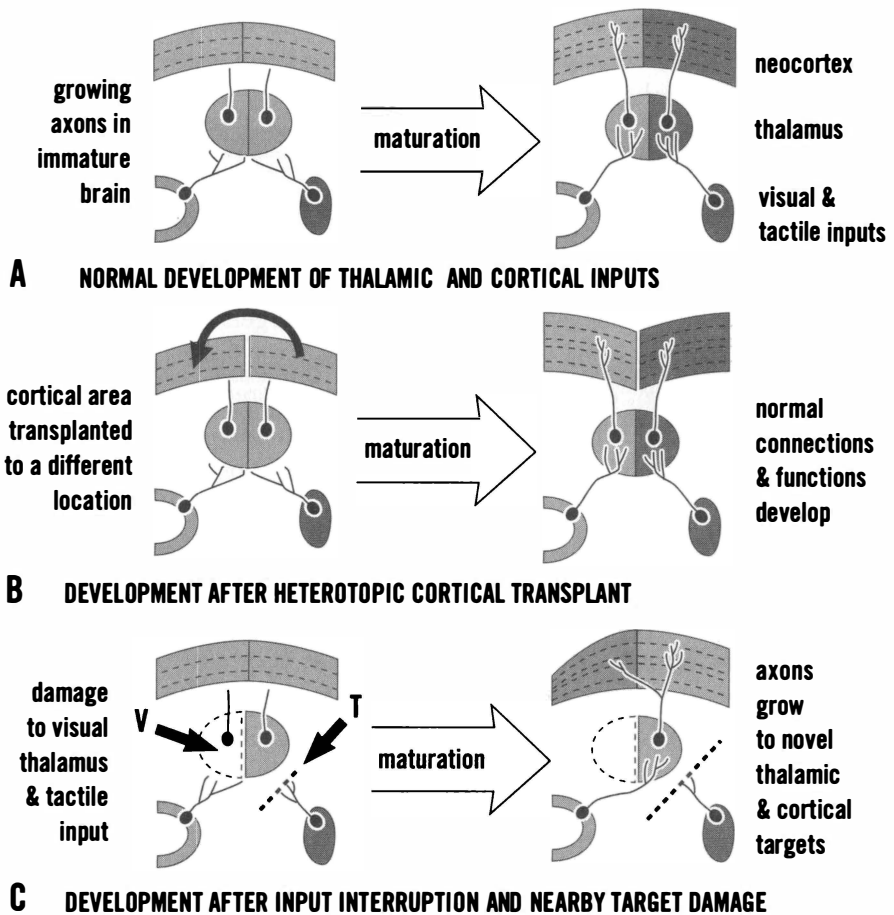 growing
axons in
immature
brain
maturation
neocortex
thalamus
visual &
tactile inputs
A NORMAL DEVELOPMENT OF THALAMIC AND CORTICAL INPUTS
cortical area
transplanted
to a different
location
maturation
normal
connections
& functions
develop
B DEVELOPMENT AFTER HETEROTOPIC CORTICAL TRANSPLANT
damage
to visual
thalamus
& tactile
input
V
T
maturation
axons
grow
to novel
thalamic
& cortical
targets
C DEVELOPMENT AFTER INPUT INTERRUPTION AND NEARBY TARGET DAMAGE